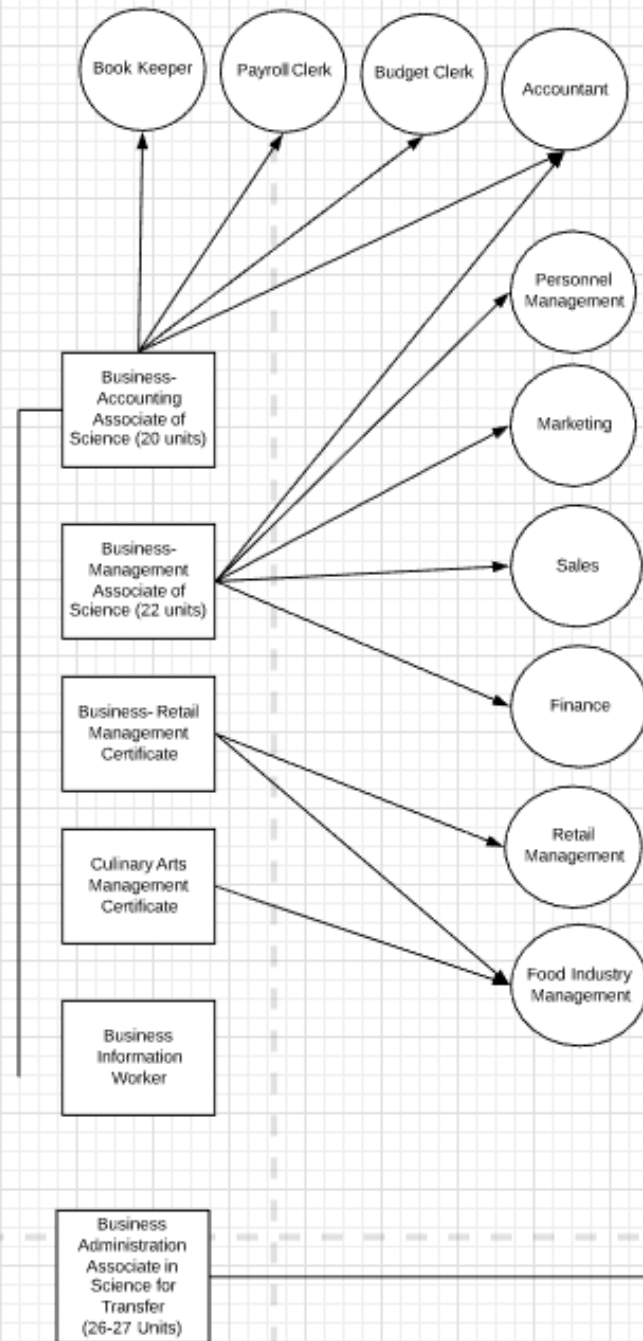 Book Keeper
Payroll Clerk
Budget Clerk
Accountant
Personnel
Management
Business-
Accounting
Associate of
Science (20 units)
Marketing
Business-
Management
Associate of
Science (22 units)
Sales
Business- Retail
Management
Certificate
Finance
Culinary Arts
Management
Certificate
Retail
Management
Food Industry
Management
Business
Information
Worker
Business
Administration
Associate in
Science for
Transfer
(26-27 Units)